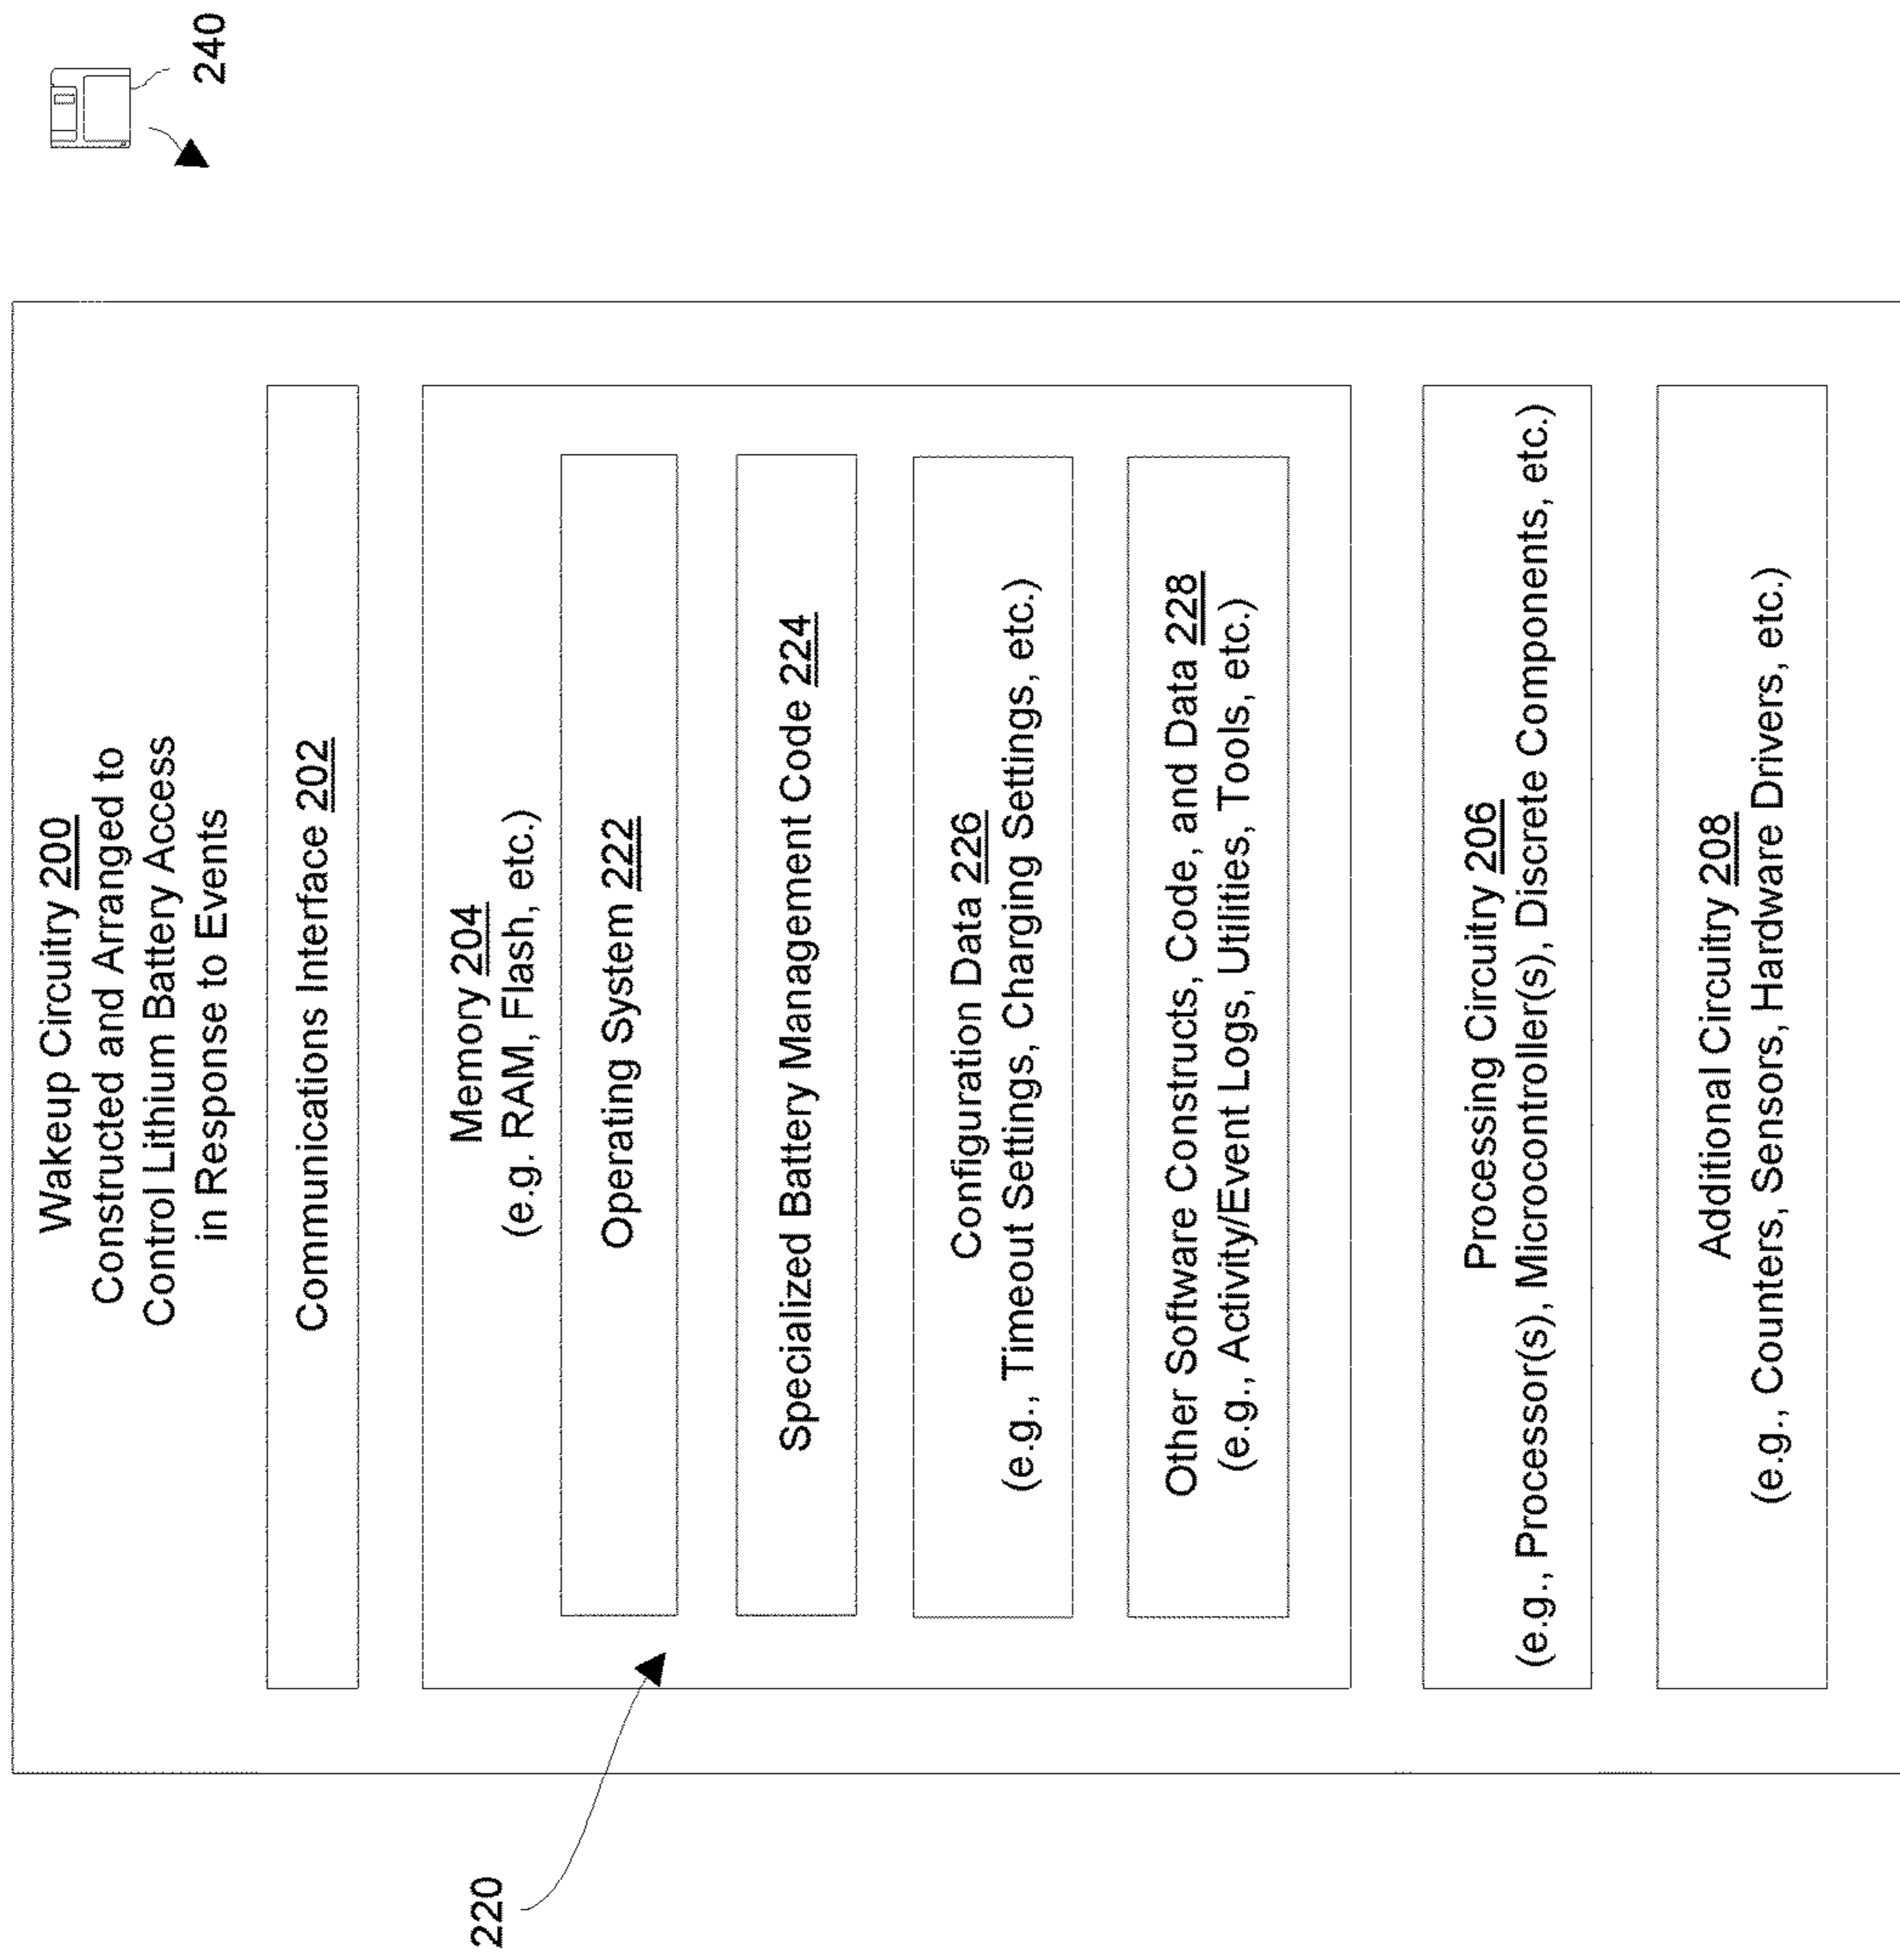 240
Wakeup Circuitry 200
Constructed and Arranged to
Control Lithium Battery Access
in Response to Events
Communications Interface 202
220
Memory 204
(e.g. RAM, Flash, etc.)
Operating System 222
Specialized Battery Management Code 224
Configuration Data 226
(e.g., Timeout Settings, Charging Settings, etc.)
Other Software Constructs, Code, and Data 228
(e.g., Activity/Event Logs, Utilities, Tools, etc.)
Processing Circuitry 206
(e.g., Processor(s), Microcontroller(s), Discrete Components, etc.)
Additional Circuitry 208
(e.g., Counters, Sensors, Hardware Drivers, etc.)